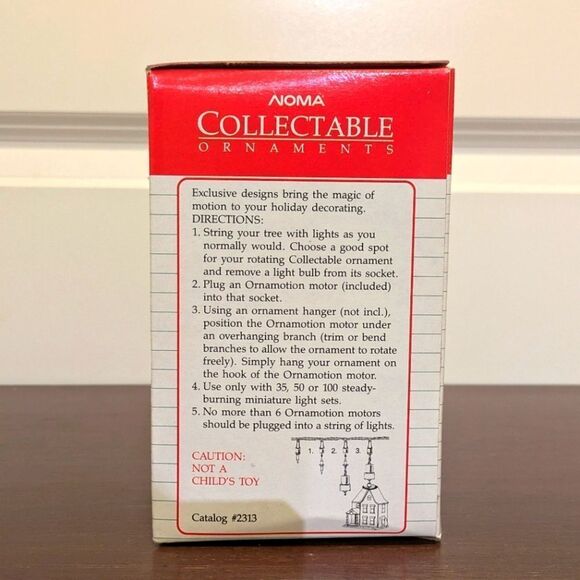 NOMA
COLLECTABLE
ORNAMENTS
Exclusive designs bring the magic of
motion to your holiday decorating.
DIRECTIONS:
1. String your tree with lights as you
normally would. Choose a good spot
for your rotating Collectable ornament
and remove a light bulb from its socket.
2. Plug an Ornamotion motor (included)
into that socket.
3. Using an ornament hanger (not incl.),
position the Ornamotion motor under
an overhanging branch (trim or bend
branches to allow the ornament to rotate
freely). Simply hang your ornament on
the hook of the Ornamotion motor.
4. Use only with 35, 50 or 100 steady-
burning miniature light sets.
5. No more than 6 Ornamotion motors
should be plugged into a string of lights.
1. 2. 3.
CAUTION:
NOT A
CHILD'S TOY
Catalog #2313